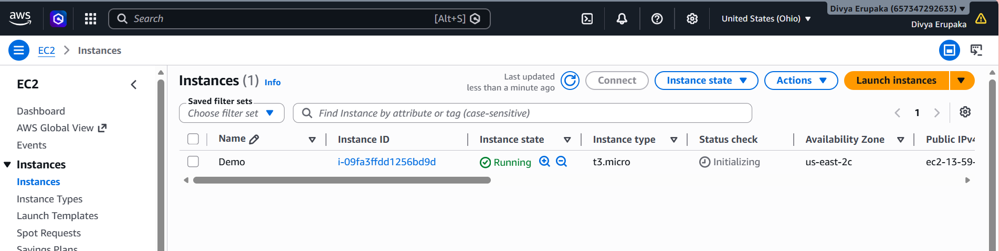 aws
Search [Alt+S]
United States (Ohio)
Divya Erupaka (657347292633)
Divya Erupaka
EC2 Instances
EC2
Dashboard
AWS Global View
Events
Instances
Instances
Instance Types
Launch Templates
Spot Requests
Savings Plans
Instances (1) Info
Last updated
less than a minute ago
Connect
Instance state
Actions
Launch instances
Saved filter sets
Choose filter set
Find Instance by attribute or tag (case-sensitive)
1
Name Instance ID Instance state Instance type Status check Availability Zone Public IPv4
Demo i-09fa3ffdd1256bd9d Running t3.micro Initializing us-east-2c ec2-13-59-